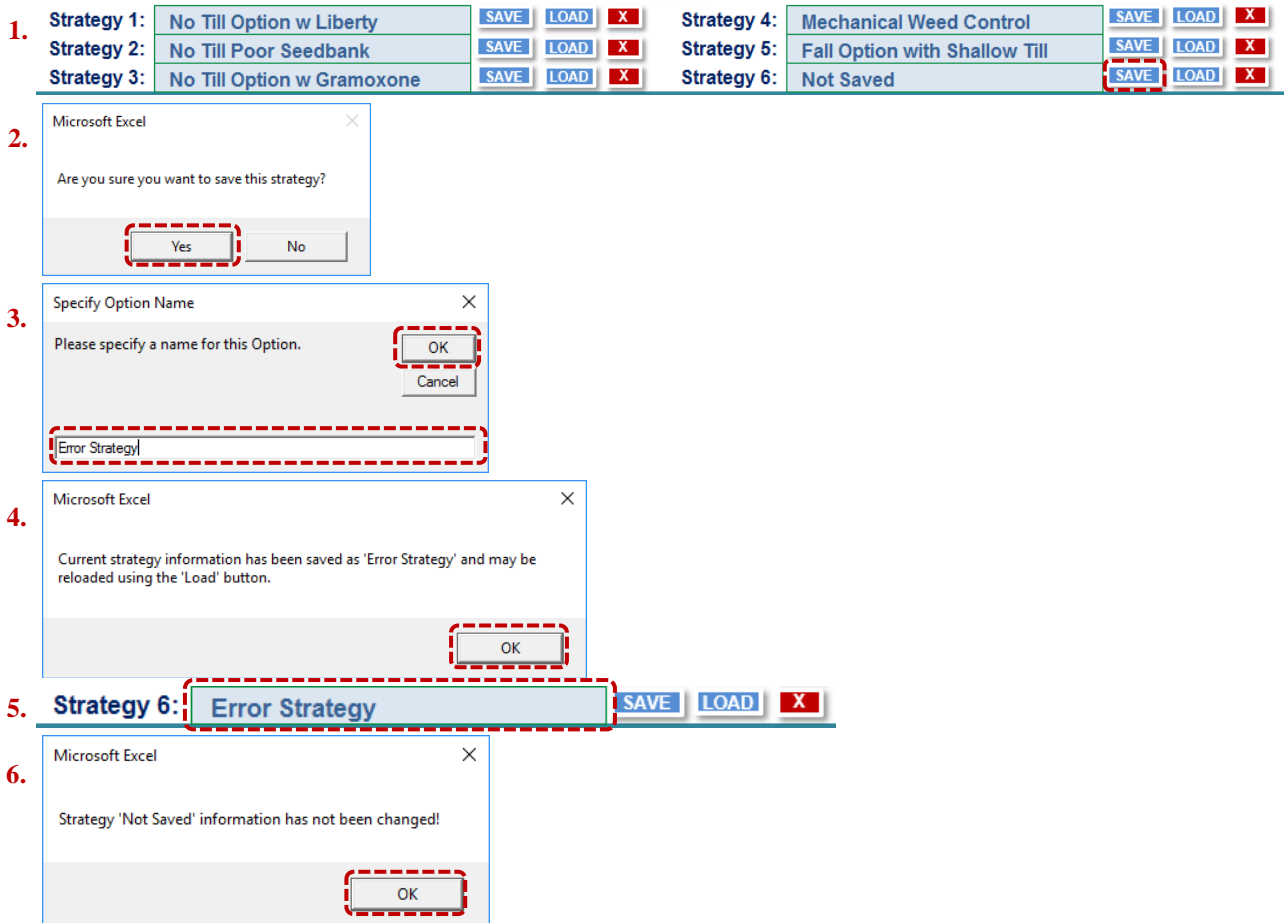 1.
Strategy 1: No Till Option w Liberty SAVE LOAD X Strategy 4: Mechanical Weed Control SAVE LOAD X
Strategy 2: No Till Poor Seedbank SAVE LOAD X Strategy 5: Fall Option with Shallow Till SAVE LOAD X
Strategy 3: No Till Option w Gramoxone SAVE LOAD X Strategy 6: Not Saved SAVE LOAD X
2.
Microsoft Excel
Are you sure you want to save this strategy?
Yes No
3.
Specify Option Name
Please specify a name for this Option.
OK
Cancel
Error Strategy
4.
Microsoft Excel
Current strategy information has been saved as 'Error Strategy' and may be
reloaded using the 'Load' button.
OK
5. Strategy 6: Error Strategy SAVE LOAD X
6.
Microsoft Excel
Strategy 'Not Saved' information has not been changed!
OK